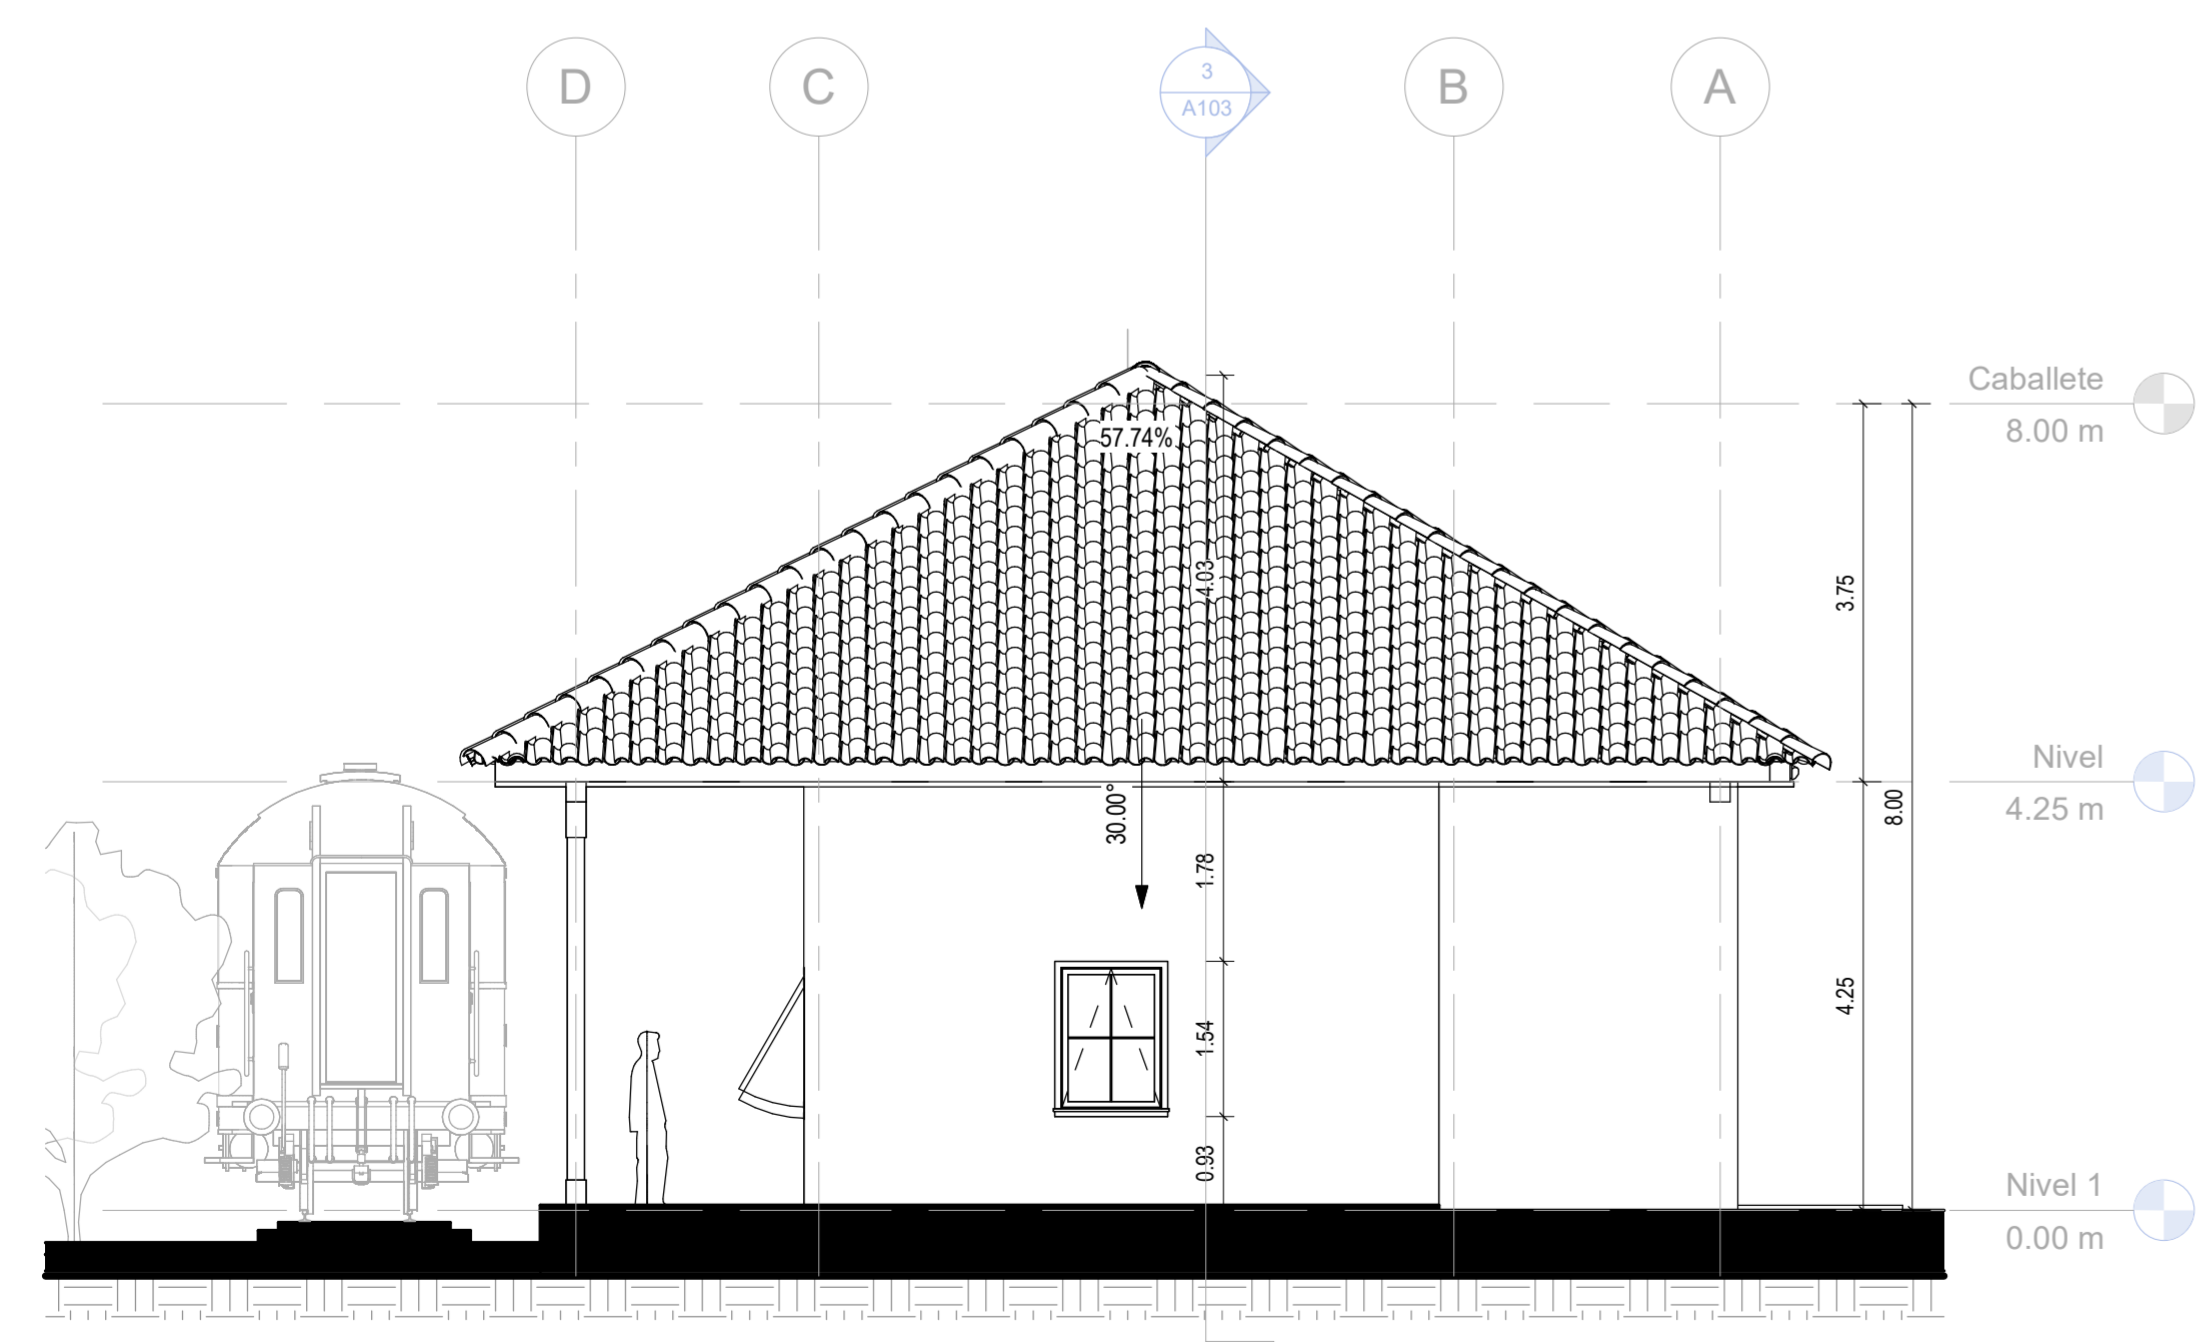 D
C
3
A103
B
A
Caballete
8.00 m
57.74%
4.03
3.75
Nivel
4.25 m
30.00°
8.00
1.78
4.25
1.54
0.93
Nivel 1
0.00 m